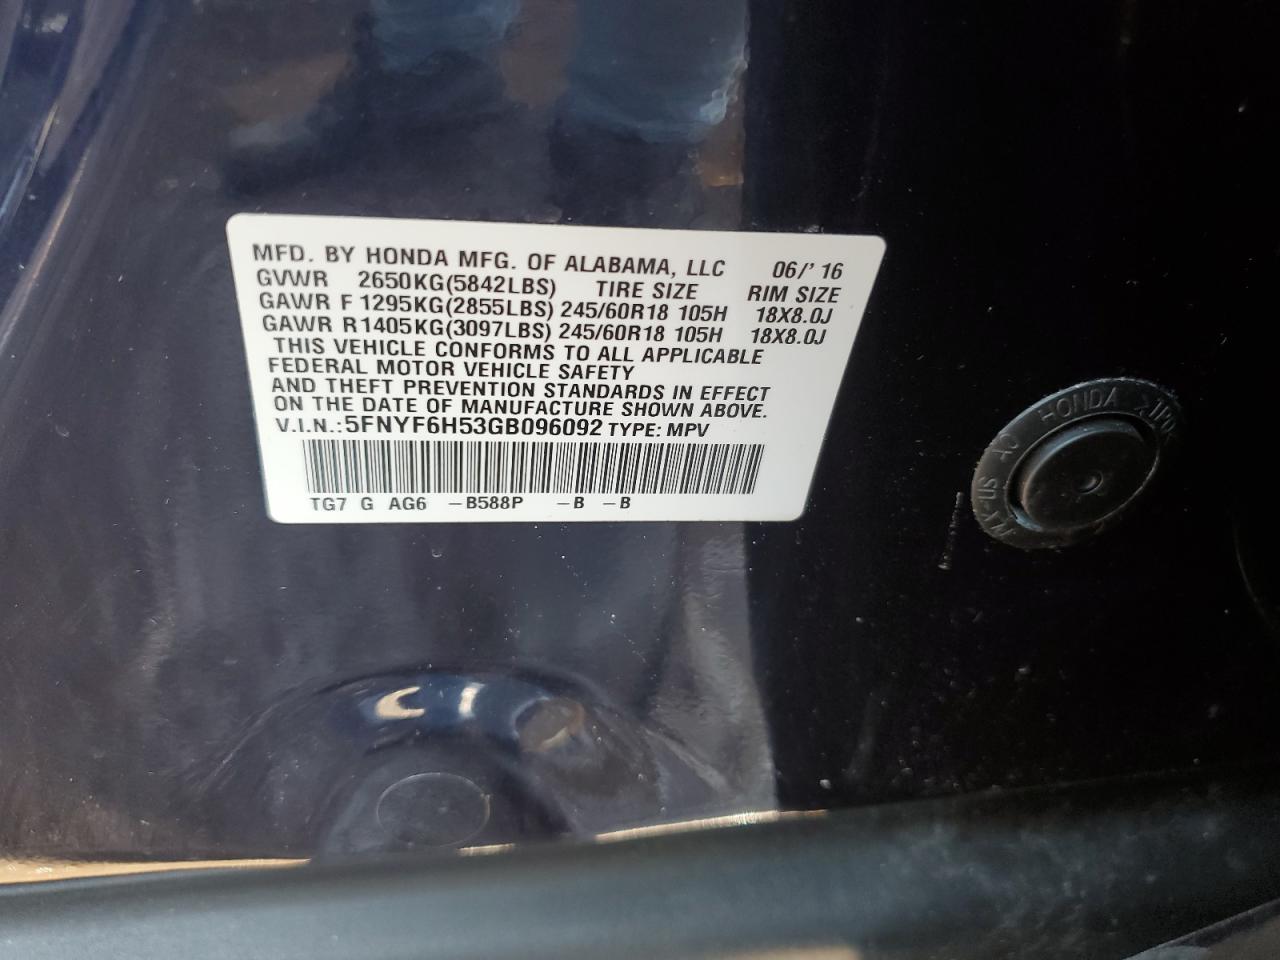 MFD. BY HONDA MFG. OF ALABAMA, LLC 06/'16
GVWR 2650KG(5842LBS) TIRE SIZE RIM SIZE
GAWR F 1295KG(2855LBS) 245/60R18 105H 18X8.0J
GAWR R 1405KG(3097LBS) 245/60R18 105H 18X8.0J
THIS VEHICLE CONFORMS TO ALL APPLICABLE
FEDERAL MOTOR VEHICLE SAFETY
AND THEFT PREVENTION STANDARDS IN EFFECT
ON THE DATE OF MANUFACTURE SHOWN ABOVE.
V.I.N.:5FNYF6H53GB096092 TYPE: MPV
TG7 G AG6 -B588P -B -B
HONDA